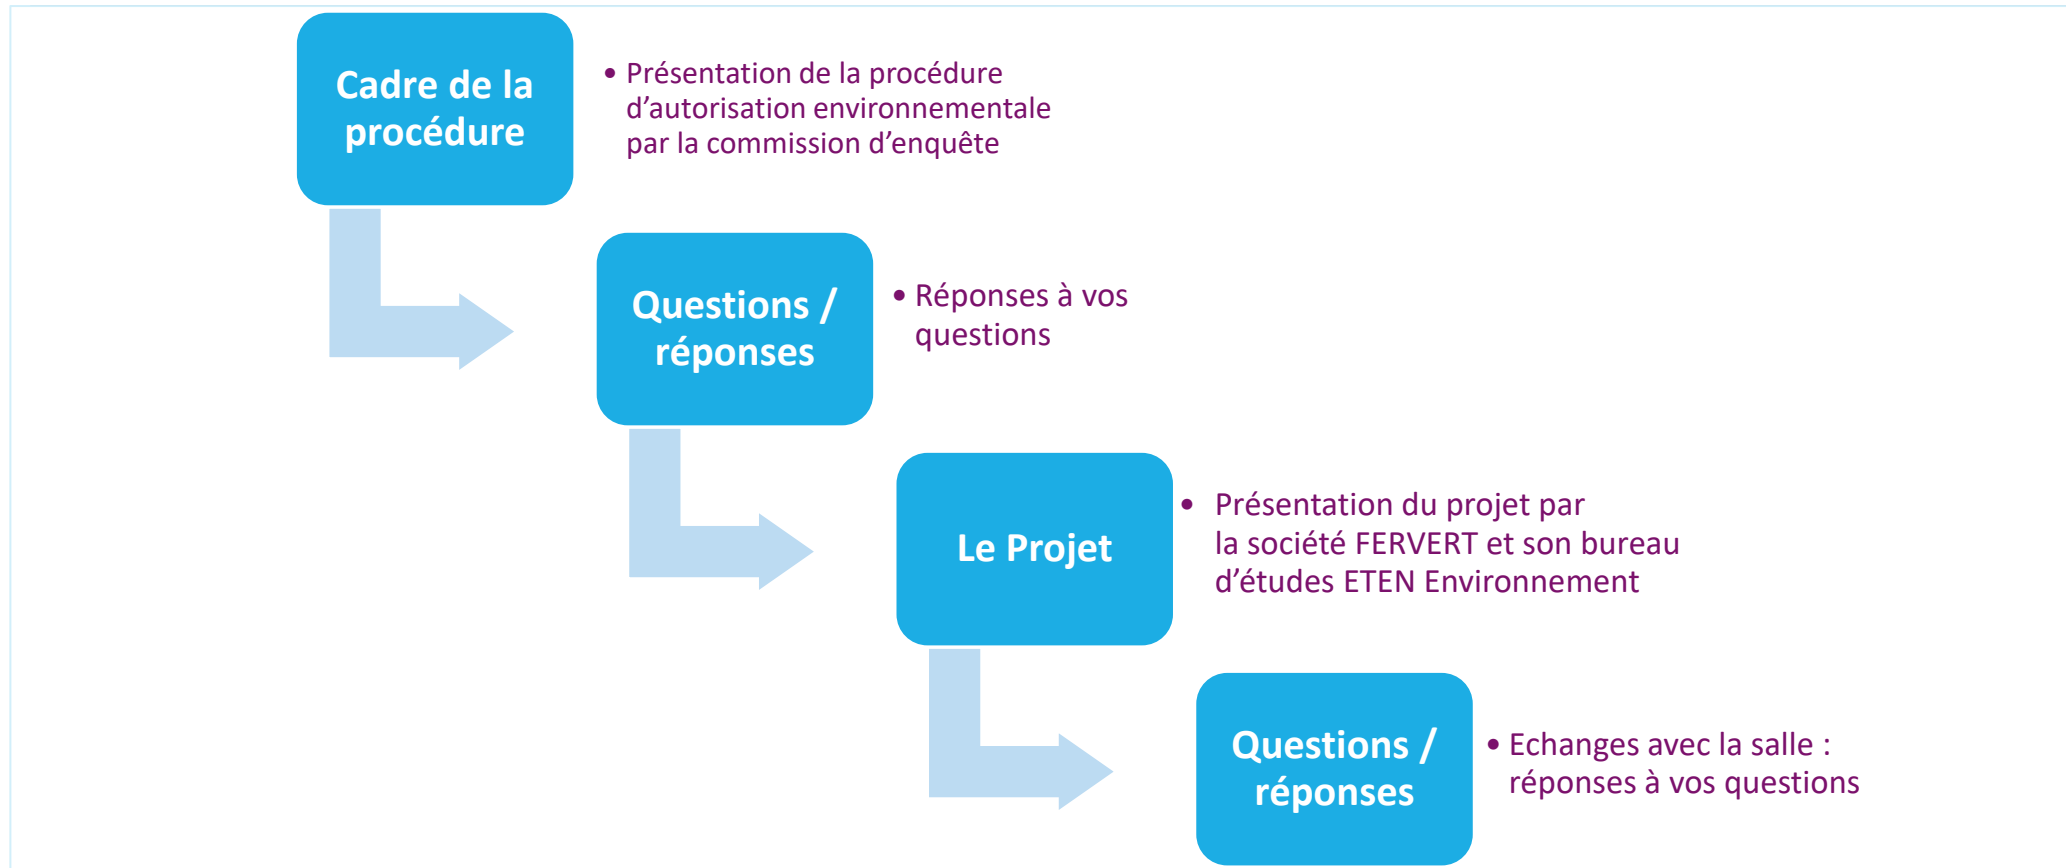 Cadre de la
procédure
• Présentation de la procédure
d’autorisation environnementale
par la commission d’enquête
Questions /
réponses
• Réponses à vos
questions
Le Projet
• Présentation du projet par
la société FERVERT et son bureau
d’études ETEN Environnement
Questions /
réponses
• Echanges avec la salle :
réponses à vos questions